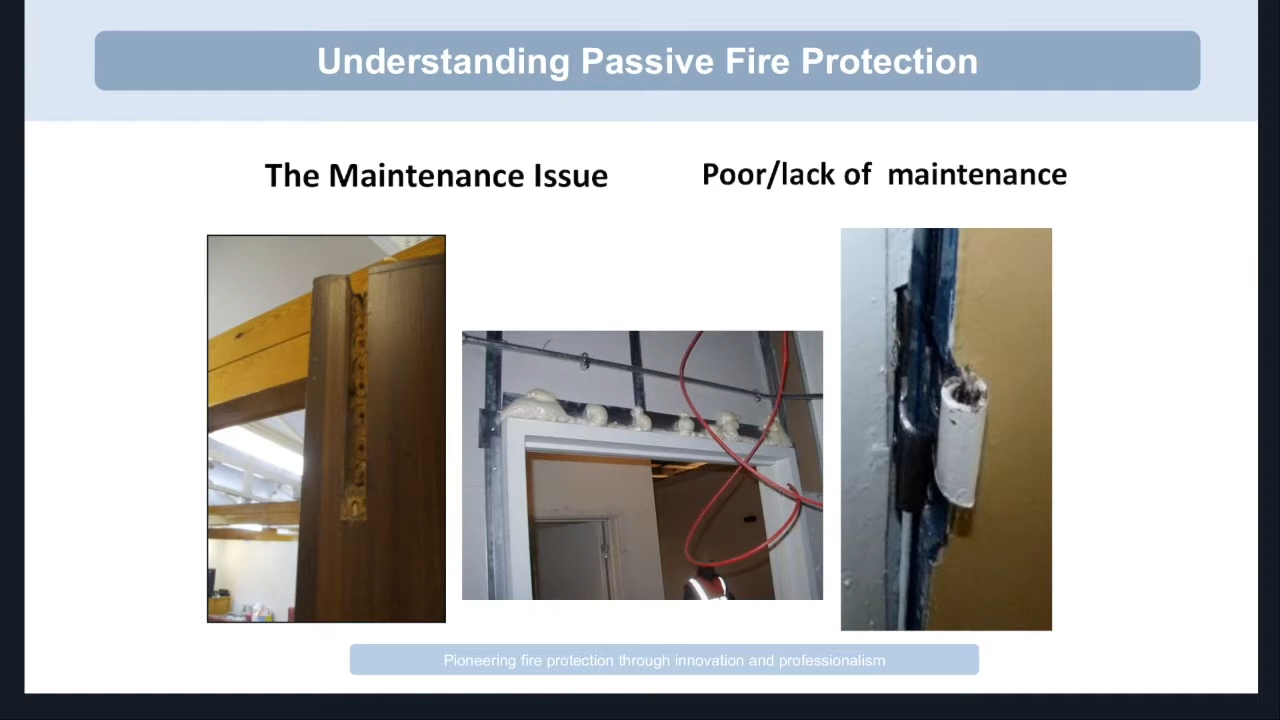 Understanding Passive Fire Protection
The Maintenance Issue
Poor/lack of  maintenance
Pioneering fire protection through innovation and professionalism